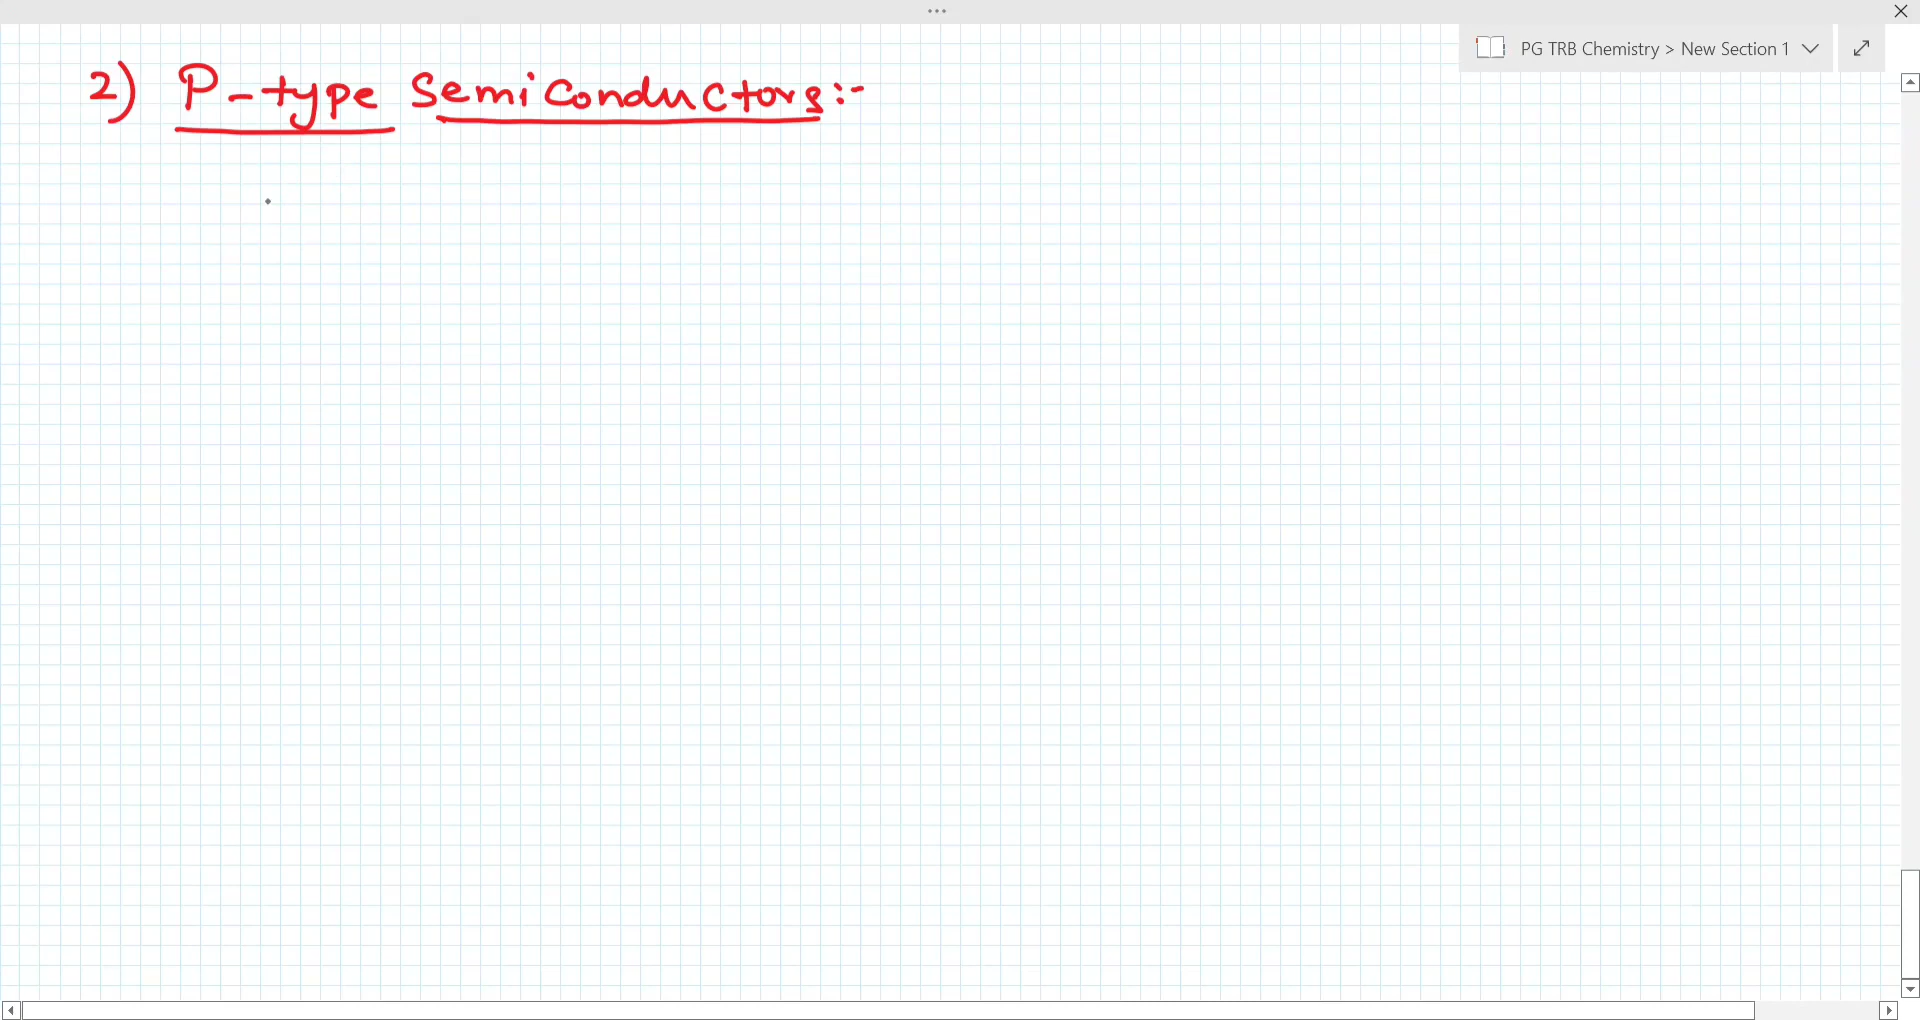 PG TRB Chemistry > New Section 1
2) P-type Semiconductors:-